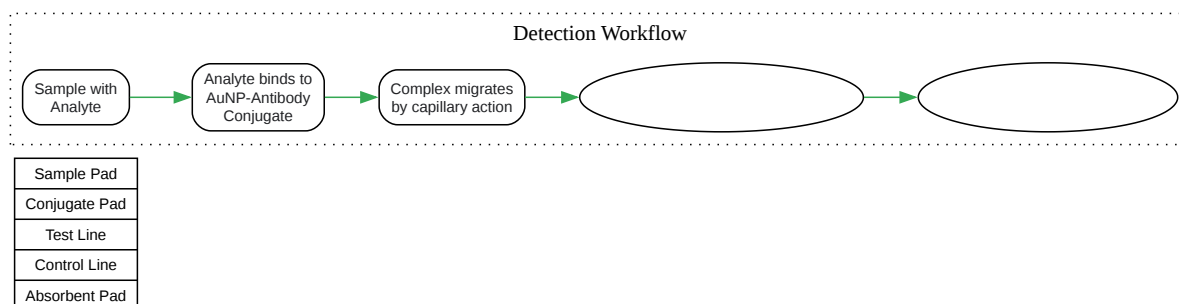 Detection Workflow
Sample with
Analyte
Analyte binds to
AuNP-Antibody
Conjugate
Complex migrates
by capillary action
Sample Pad
Conjugate Pad
Test Line
Control Line
Absorbent Pad